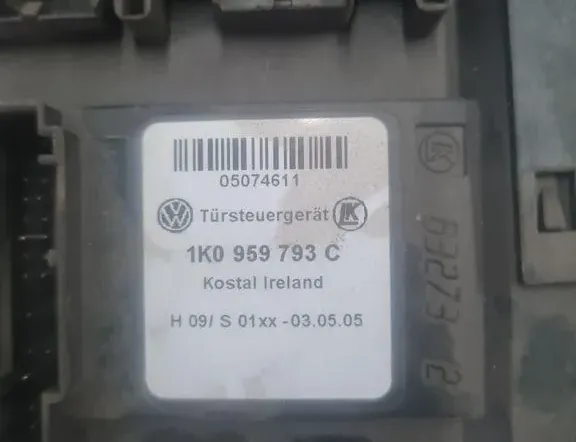 05074611
Türsteuergerät
1K0 959 793 C
Kostal Ireland
H 09/ S 01xx - 03.05.05